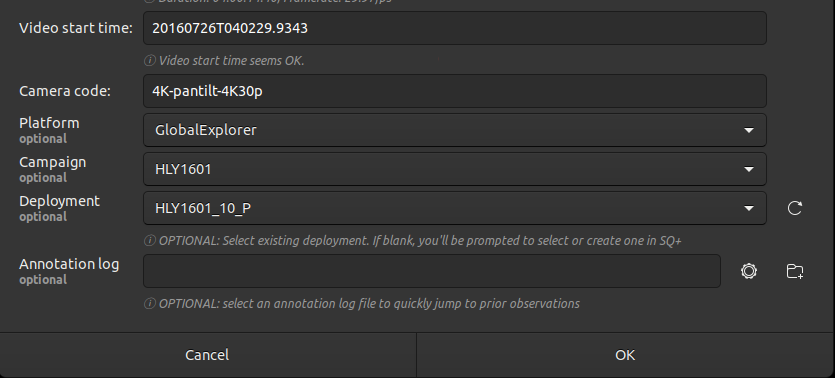 Video start time: 20160726T040229.9343
ⓘ Video start time seems OK.
Camera code: 4K-pantilt-4K30p
Platform GlobalExplorer
optional
Campaign HLY1601
optional
Deployment HLY1601_10_P
optional
ⓘ OPTIONAL: Select existing deployment. If blank, you'll be prompted to select or create one in SQ+
Annotation log
optional
ⓘ OPTIONAL: select an annotation log file to quickly jump to prior observations
Cancel OK